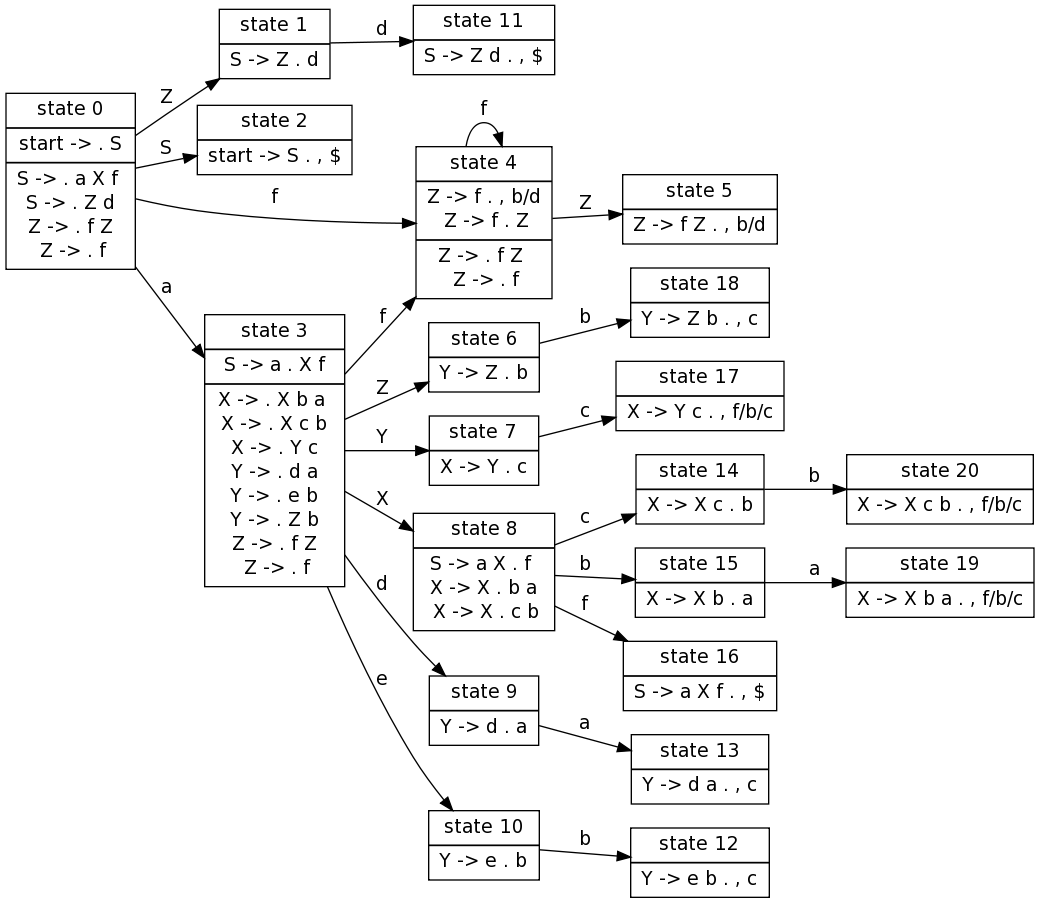 state 0
start -> . S
S -> . a X f
S -> . Z d
Z -> . f Z
Z -> . f
Z
S
f
a
state 1
S -> Z . d
d
state 11
S -> Z d . , $
state 2
start -> S . , $
f
state 4
Z -> f . , b/d
Z -> f . Z
Z -> . f Z
Z -> . f
Z
state 5
Z -> f Z . , b/d
state 3
S -> a . X f
X -> . X b a
X -> . X c b
X -> . Y c
Y -> . d a
Y -> . e b
Y -> . Z b
Z -> . f Z
Z -> . f
f
Z
Y
X
d
e
state 6
Y -> Z . b
b
state 18
Y -> Z b . , c
state 7
X -> Y . c
c
state 17
X -> Y c . , f/b/c
state 8
S -> a X . f
X -> X . b a
X -> X . c b
c
b
f
state 14
X -> X c . b
b
state 20
X -> X c b . , f/b/c
state 15
X -> X b . a
a
state 19
X -> X b a . , f/b/c
state 16
S -> a X f . , $
state 9
Y -> d . a
a
state 13
Y -> d a . , c
state 10
Y -> e . b
b
state 12
Y -> e b . , c